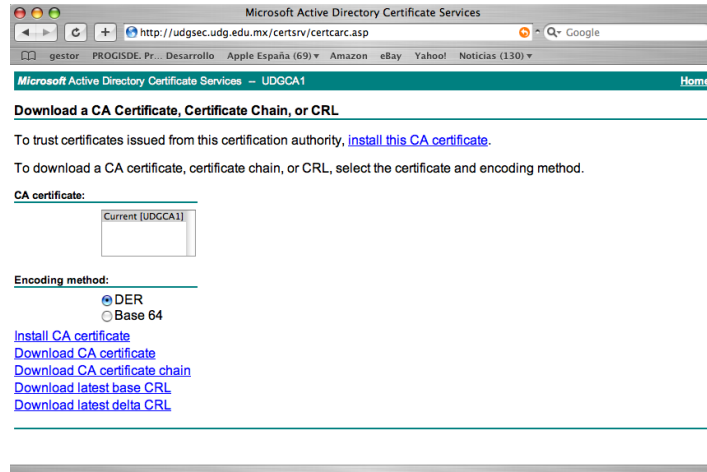 Microsoft Active Directory Certificate Services
http://udgsec.udg.edu.mx/certsrv/certcarc.asp
Google
gestor PROGISDE. Pr... Desarrollo Apple España (69) Amazon eBay Yahoo! Noticias (130)
Microsoft Active Directory Certificate Services -- UDGCA1 Home
Download a CA Certificate, Certificate Chain, or CRL
To trust certificates issued from this certification authority, install this CA certificate.
To download a CA certificate, certificate chain, or CRL, select the certificate and encoding method.
CA certificate:
Current [UDGCA1]
Encoding method:
DER
Base 64
Install CA certificate
Download CA certificate
Download CA certificate chain
Download latest base CRL
Download latest delta CRL